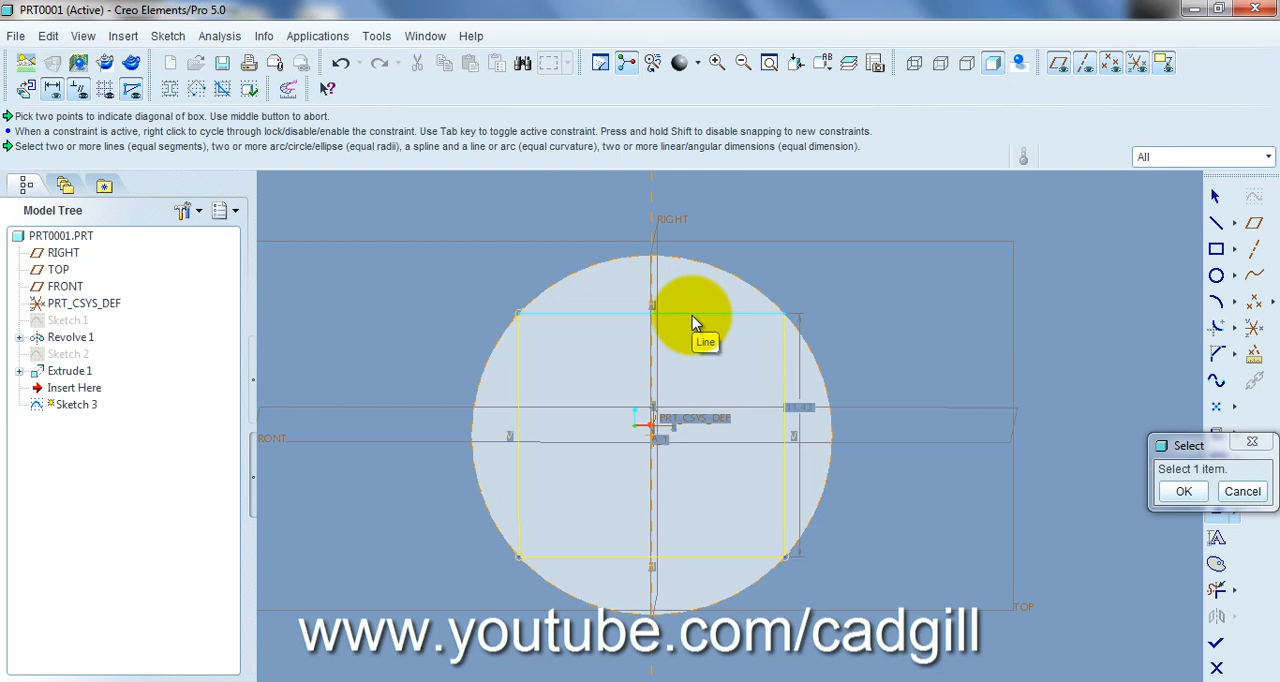 PRT0001 (Active) - Creo Elements/Pro 5.0
File Edit View Insert Sketch Analysis Info Applications Tools Window Help
Pick two points to indicate diagonal of box. Use middle button to abort.
When a constraint is active, right click to cycle through lock/disable/enable the constraint. Use Tab key to toggle active constraint. Press and hold Shift to disable snapping to new constraints.
Select two or more lines (equal segments), two or more arc/circle/ellipse (equal radii), a spline and a line or arc (equal curvature), two or more linear/angular dimensions (equal dimension).
All
Model Tree
PRT0001.PRT
RIGHT
TOP
FRONT
PRT_CSYS_DEF
Sketch 1
Revolve 1
Sketch 2
Extrude 1
Insert Here
Sketch 3
RIGHT
Line
PRT_CSYS_DEF
RONT
A_1
TOP
Select
Select 1 item.
OK Cancel
www.youtube.com/cadgill